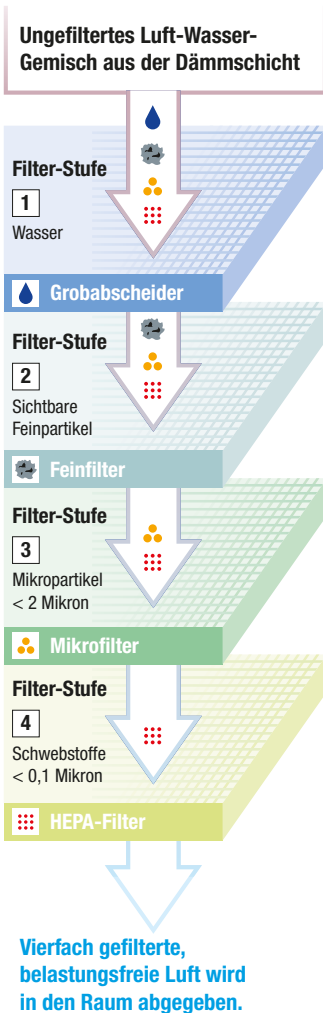 Ungefiltertes Luft-Wasser-
Gemisch aus der Dämmschicht
Filter-Stufe
1
Wasser
Grobabscheider
Filter-Stufe
2
Sichtbare
Feinpartikel
Feinfilter
Filter-Stufe
3
Mikropartikel
< 2 Mikron
Mikrofilter
Filter-Stufe
4
Schwebstoffe
< 0,1 Mikron
HEPA-Filter
Vierfach gefilterte,
belastungsfreie Luft wird
in den Raum abgegeben.